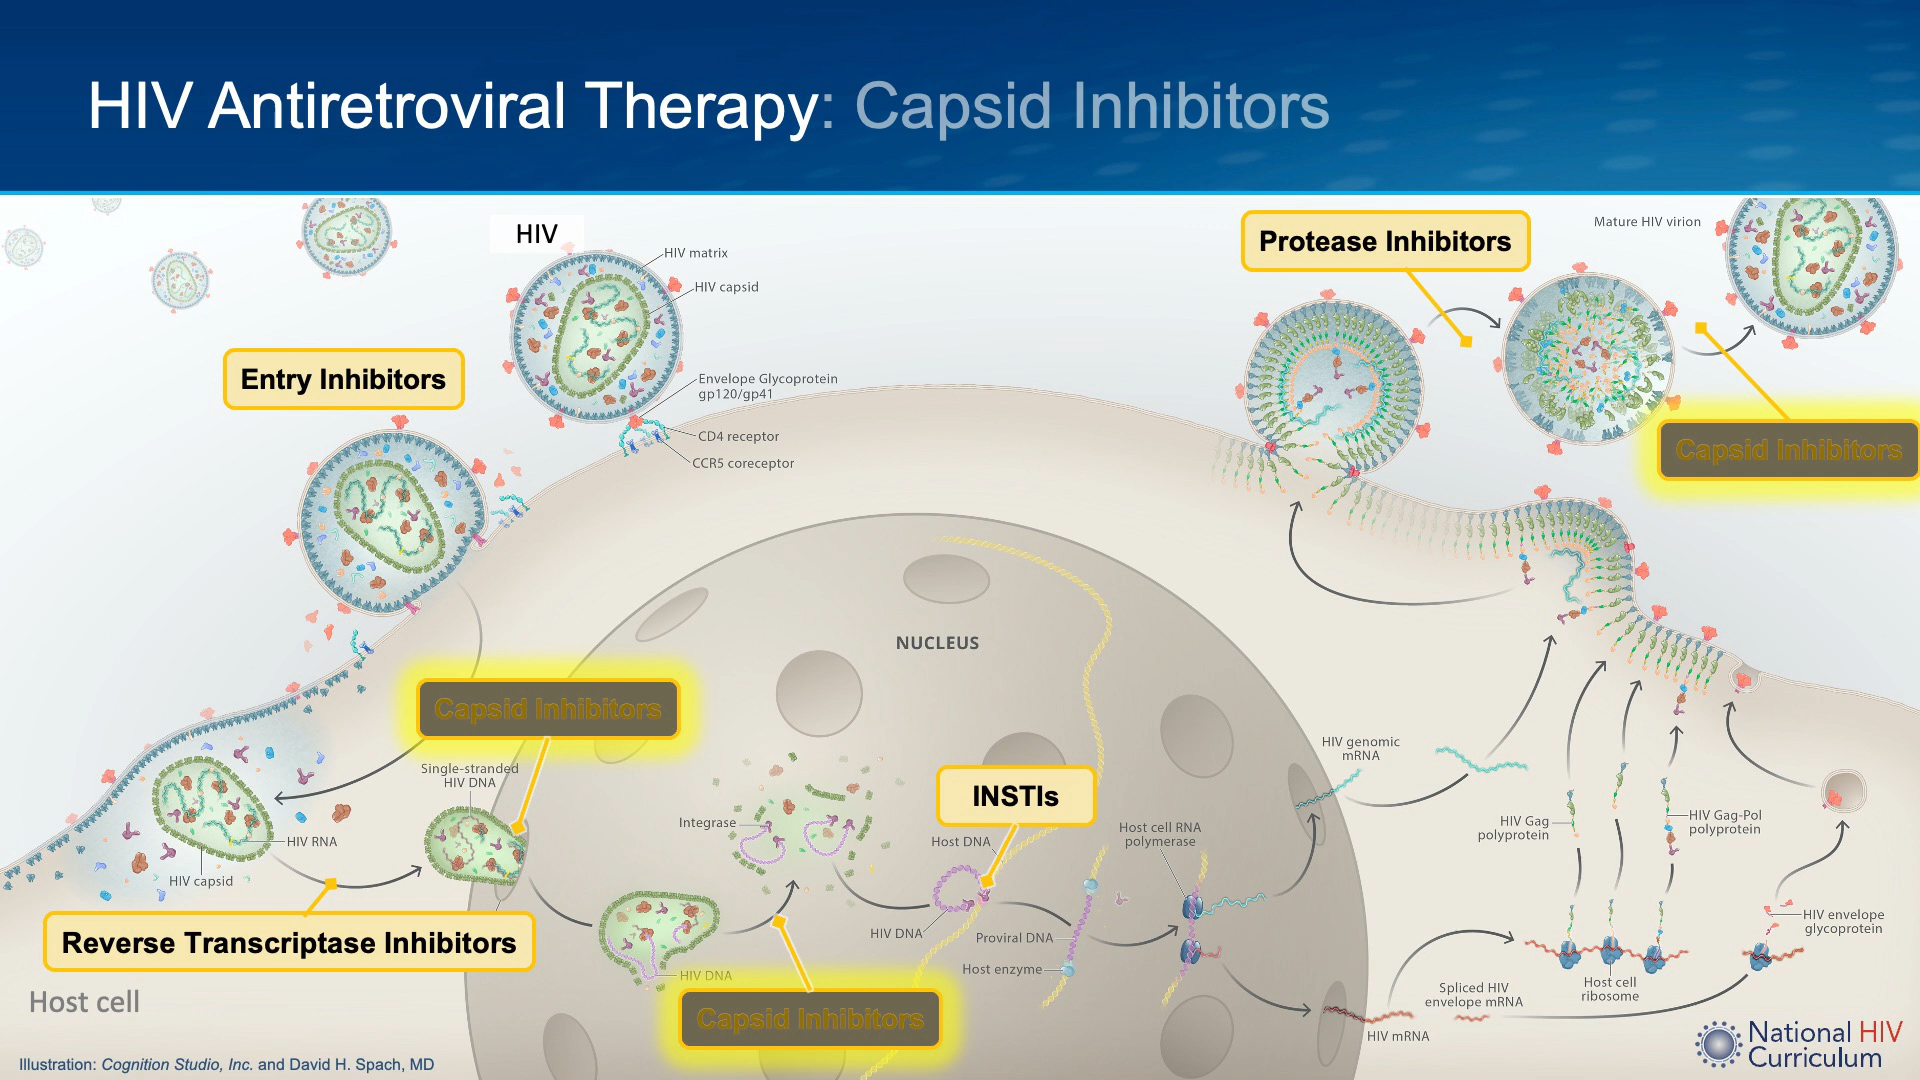 HIV Antiretroviral Therapy: Capsid Inhibitors
HIV
HIV matrix
HIV capsid
Envelope Glycoprotein
gp120/gp41
CD4 receptor
CCR5 coreceptor
Entry Inhibitors
Protease Inhibitors
Mature HIV virion
Capsid Inhibitors
NUCLEUS
Capsid Inhibitors
Single-stranded
HIV DNA
HIV RNA
HIV capsid
Reverse Transcriptase Inhibitors
Host cell
Integrase
INSTIs
Host DNA
HIV DNA
HIV DNA
Capsid Inhibitors
Proviral DNA
Host enzyme
Host cell RNA
polymerase
HIV genomic
mRNA
HIV Gag
polyprotein
HIV Gag-Pol
polyprotein
HIV envelope
glycoprotein
Host cell
ribosome
Spliced HIV
envelope mRNA
HIV mRNA
Illustration: Cognition Studio, Inc. and David H. Spach, MD
National HIV
Curriculum